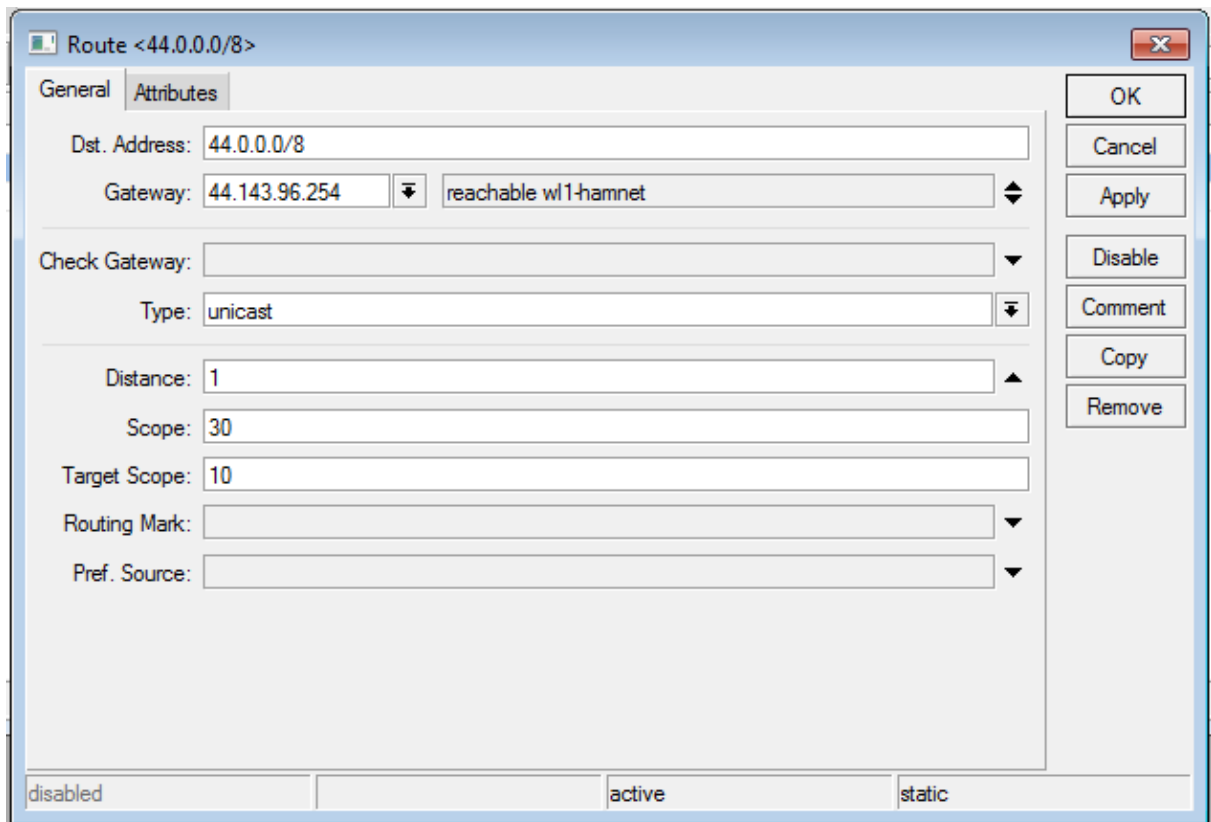 Route <44.0.0.0/8>
General Attributes
OK
Dst. Address: 44.0.0.0/8
Cancel
Gateway: 44.143.96.254 reachable wl1-hamnet
Apply
Check Gateway:
Disable
Type: unicast
Comment
Copy
Distance: 1
Remove
Scope: 30
Target Scope: 10
Routing Mark:
Pref. Source:
disabled active static